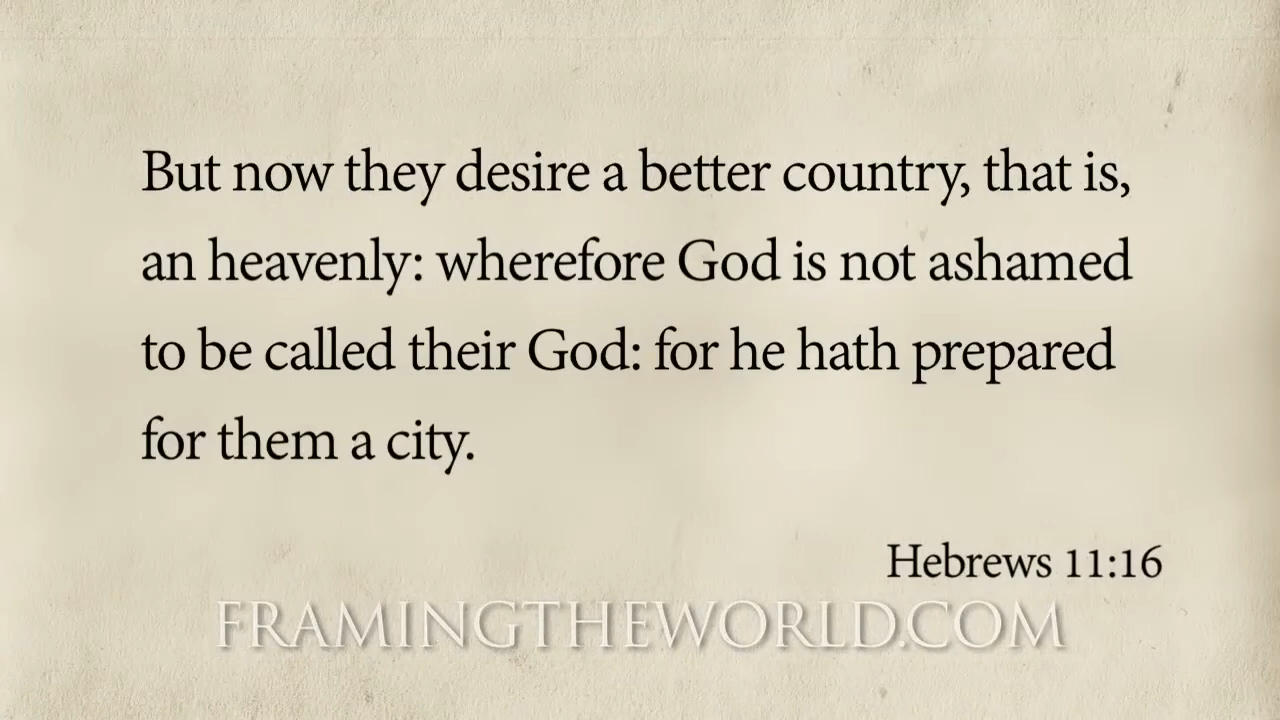 But now they desire a better country, that is,
an heavenly: wherefore God is not ashamed
to be called their God: for he hath prepared
for them a city.
Hebrews 11:16
FRAMINGTHEWORLD.COM